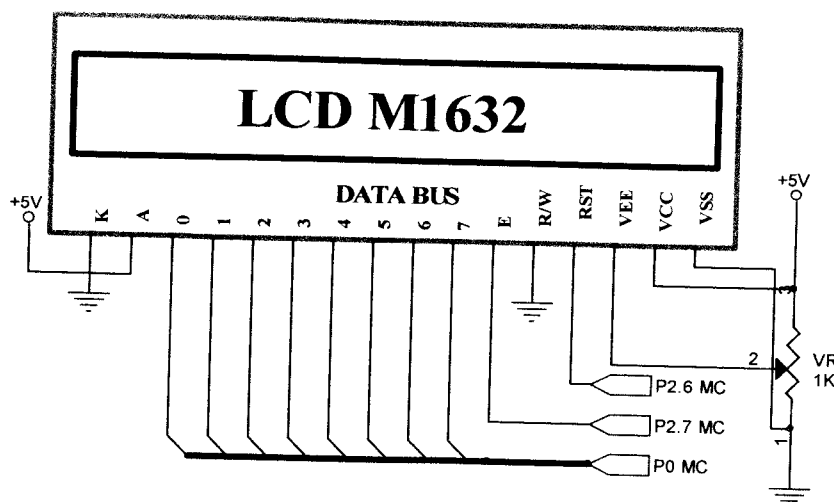 LCD M1632
DATA BUS
+5V
K A 0 1 2 3 4 5 6 7 E R/W RST VEE VCC VSS
+5V
3
2
VR
1K
1
P2.6 MC
P2.7 MC
P0 MC